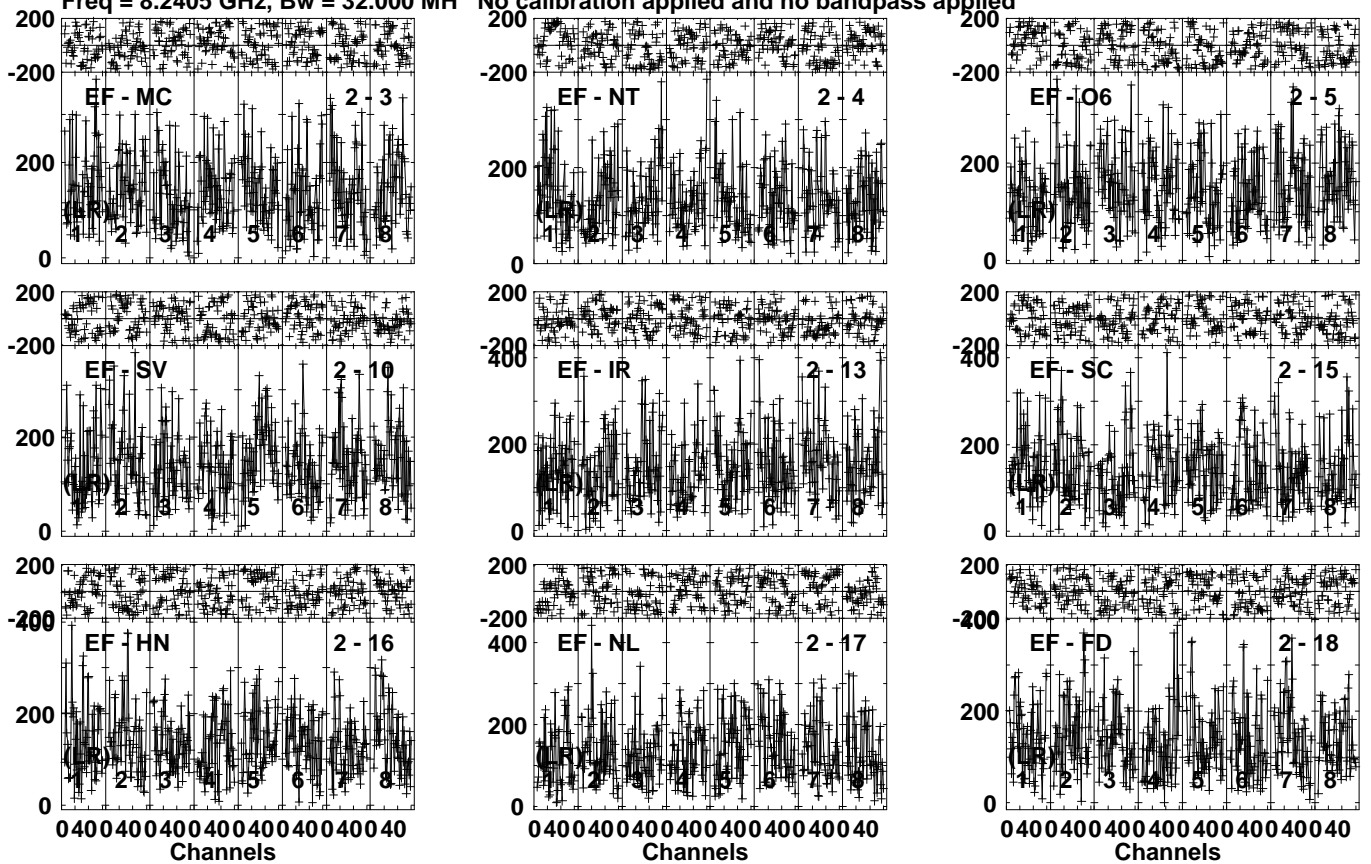 Freq = 8.2405 GHz, Bw = 32.000 MH No calibration applied and no bandpass applied
200
-200
EF - MC 2 - 3
200
(LR)
1 2 3 4 5 6 7 8
0
EF - NT 2 - 4
200
(LR)
1 2 3 4 5 6 7 8
0
200
-200
EF - O6 2 - 5
200
(LR)
1 2 3 4 5 6 7 8
0
200
-200
EF - SV 2 - 10
200
(LR)
1 2 3 4 5 6 7 8
0
200
-200
400
EF - IR 2 - 13
200
(LR)
1 2 3 4 5 6 7 8
0
200
-200
400
EF - SC 2 - 15
200
(LR)
1 2 3 4 5 6 7 8
0
200
-200
400
EF - HN 2 - 16
200
(LR)
1 2 3 4 5 6 7 8
0
0 40 0 40 0 40 0 40 0 40 0 40 0 40 0 40
Channels
200
-200
400
EF - NL 2 - 17
200
(LR)
1 2 3 4 5 6 7 8
0
0 40 0 40 0 40 0 40 0 40 0 40 0 40 0 40
Channels
200
-200
400
EF - FD 2 - 18
200
(LR)
1 2 3 4 5 6 7 8
0
0 40 0 40 0 40 0 40 0 40 0 40 0 40 0 40
Channels